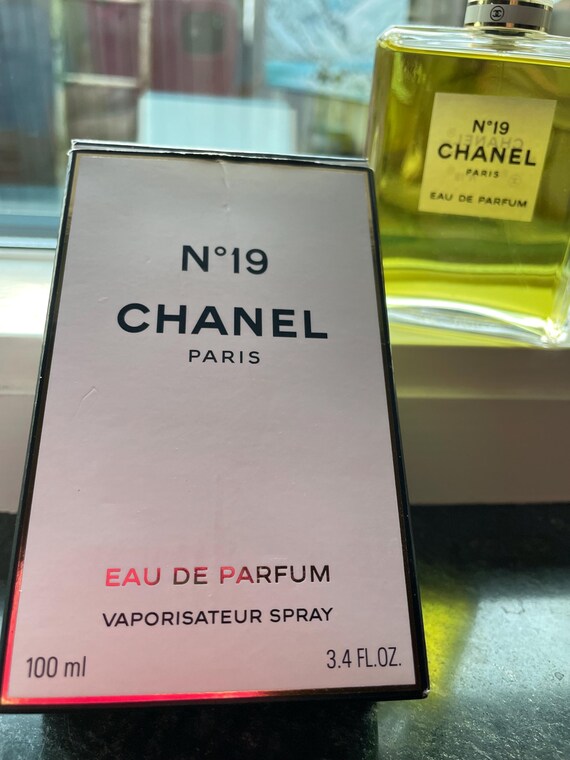 N°19
CHANEL
PARIS
EAU DE PARFUM
VAPORISATEUR SPRAY
100 ml
3.4 FL.OZ.
N°19
CHANEL
PARIS
EAU DE PARFUM